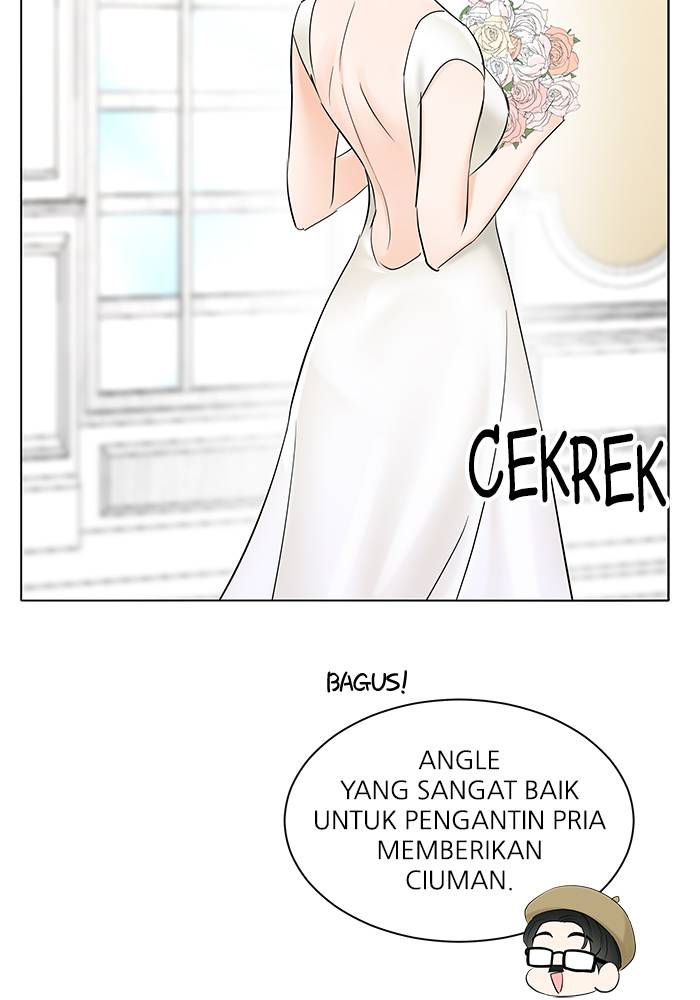 CEKREK
BAGUS!
ANGLE
YANG SANGAT BAIK
UNTUK PENGANTIN PRIA
MEMBERIKAN
CIUMAN.